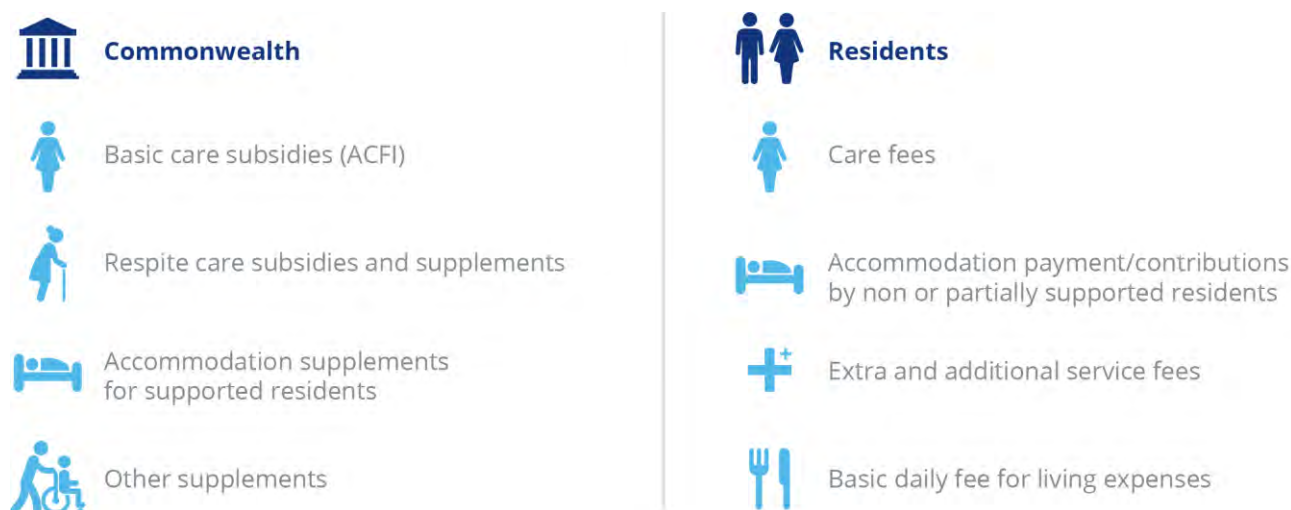 Commonwealth
Basic care subsidies (ACFI)
Respite care subsidies and supplements
Accommodation supplements
for supported residents
Other supplements
Residents
Care fees
Accommodation payment/contributions
by non or partially supported residents
Extra and additional service fees
Basic daily fee for living expenses